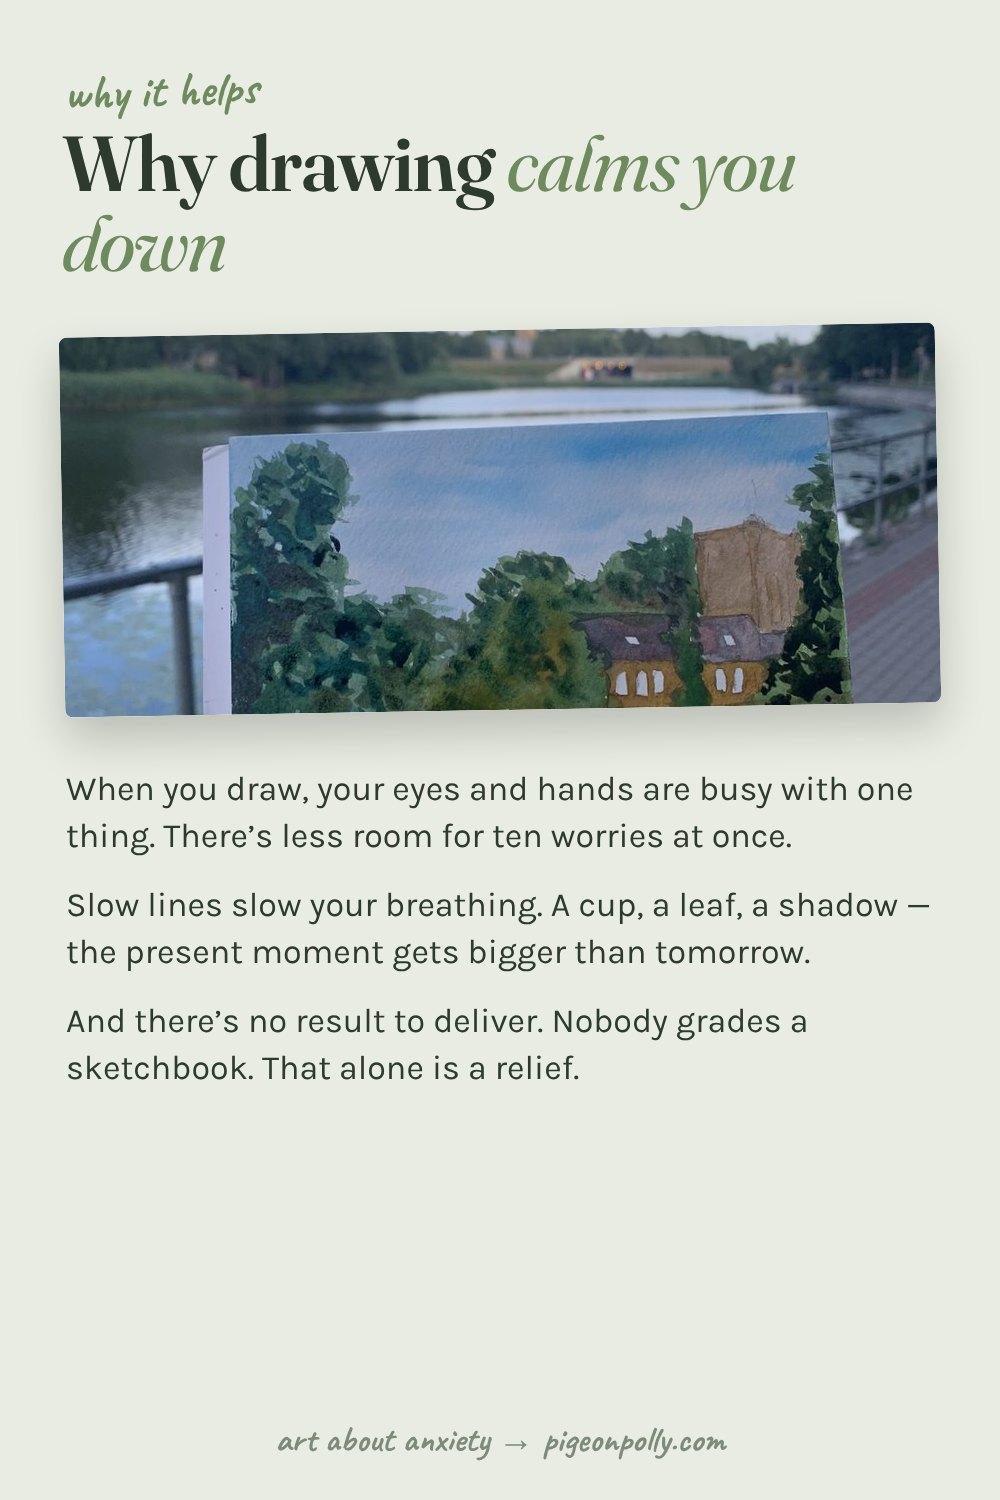 why it helps
Why drawing calms you
down
When you draw, your eyes and hands are busy with one
thing. There’s less room for ten worries at once.
Slow lines slow your breathing. A cup, a leaf, a shadow —
the present moment gets bigger than tomorrow.
And there’s no result to deliver. Nobody grades a
sketchbook. That alone is a relief.
art about anxiety → pigeonpolly.com